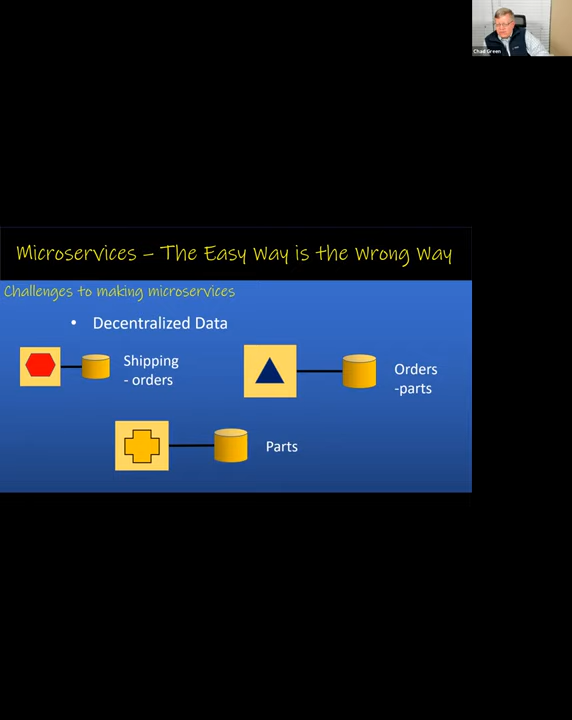 Chad Green
Microservices – The Easy Way is the Wrong Way
Challenges to making microservices
• Decentralized Data
Shipping
- orders
Orders
-parts
Parts